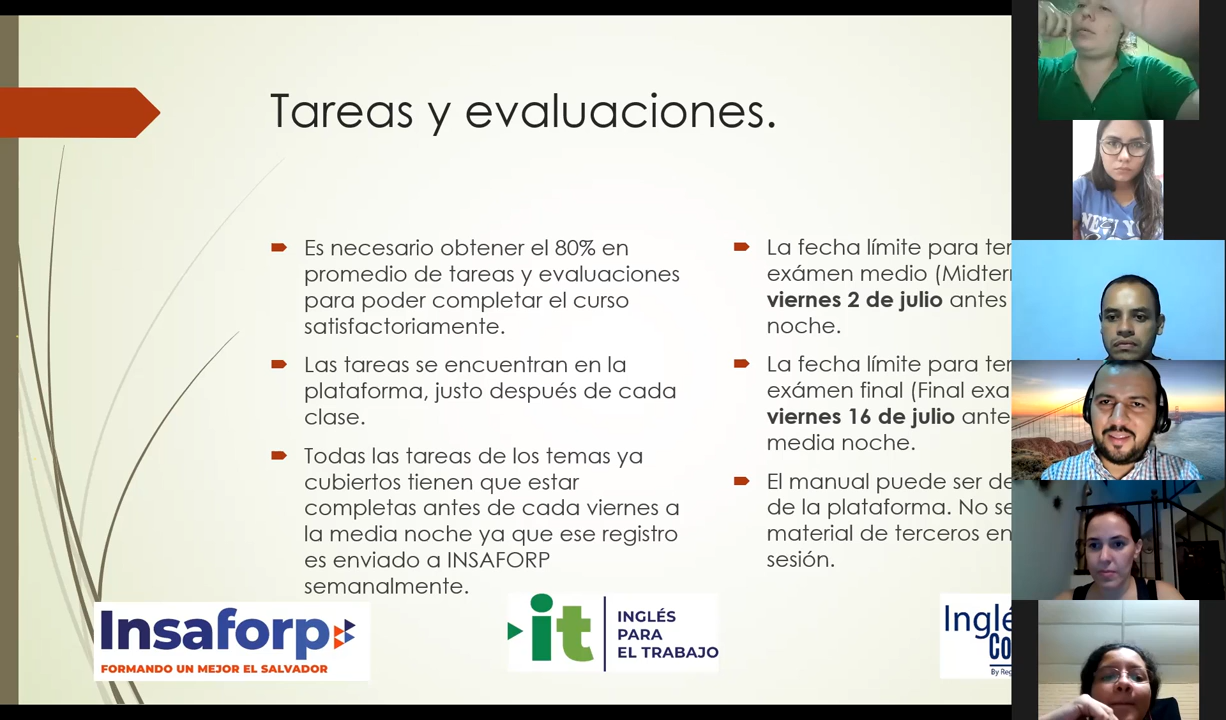 Tareas y evaluaciones.
Es necesario obtener el 80% en
promedio de tareas y evaluaciones
para poder completar el curso
satisfactoriamente.
Las tareas se encuentran en la
plataforma, justo después de cada
clase.
Todas las tareas de los temas ya
cubiertos tienen que estar
completas antes de cada viernes a
la media noche ya que ese registro
es enviado a INSAFORP
semanalmente.
La fecha límite para
exámen medio
viernes 2 de julio antes
noche.
La fecha límite para
exámen final (Final
viernes 16 de julio
media noche.
El manual puede ser
de la plataforma. No
material de terceros
sesión.
Insaforp
FORMANDO UN MEJOR EL SALVADOR
it
INGLÉS
PARA
EL TRABAJO
By